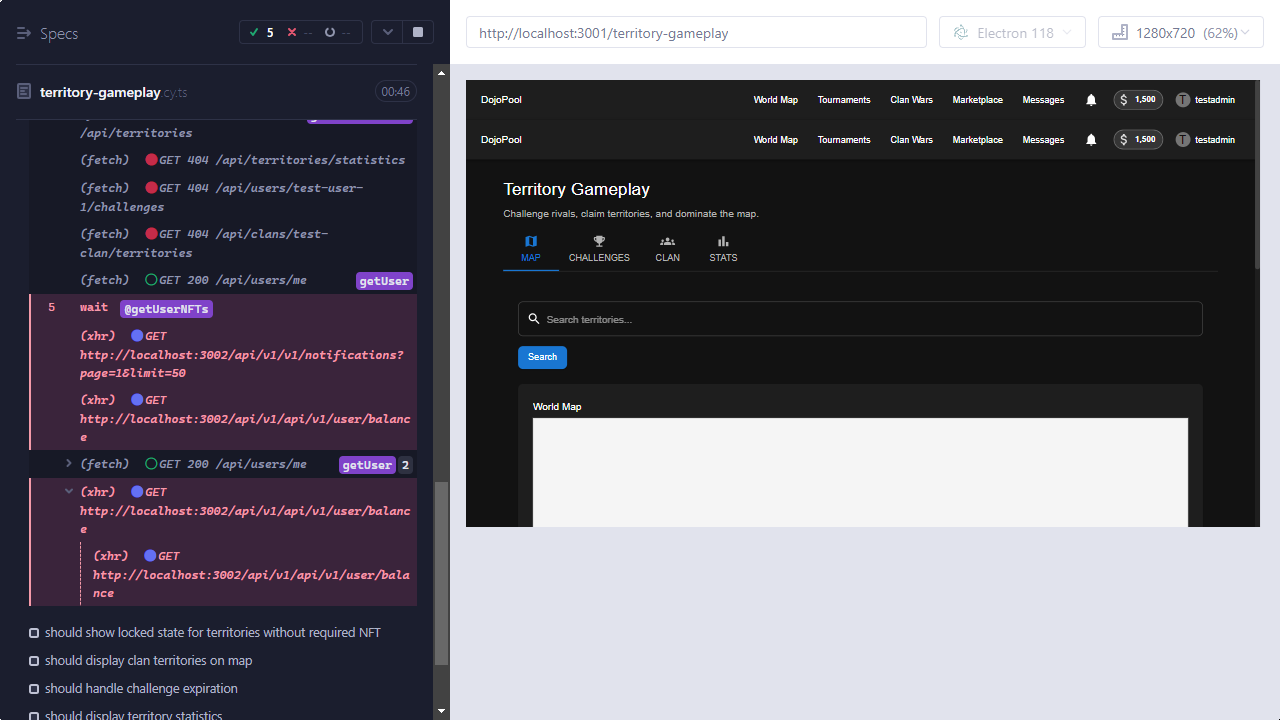 Specs
5
--
--
territory-gameplay.cy.ts
00:46
/api/territories
(fetch) GET 404 /api/territories/statistics
(fetch) GET 404 /api/users/test-user-
1/challenges
(fetch) GET 404 /api/clans/test-
clan/territories
(fetch) GET 200 /api/users/me getUser
5 wait @getUserNFTs
(xhr) GET
http://localhost:3002/api/v1/v1/notifications?
page=1&limit=50
(xhr) GET
http://localhost:3002/api/v1/api/v1/user/balanc
e
(fetch) GET 200 /api/users/me getUser 2
(xhr) GET
http://localhost:3002/api/v1/api/v1/user/balanc
e
(xhr) GET
http://localhost:3002/api/v1/api/v1/user/bala
nce
should show locked state for territories without required NFT
should display clan territories on map
should handle challenge expiration
should display territory statistics
http://localhost:3001/territory-gameplay
Electron 118
1280x720 (62%)
DojoPool World Map Tournaments Clan Wars Marketplace Messages $ 1,500 T testadmin
DojoPool World Map Tournaments Clan Wars Marketplace Messages $ 1,500 T testadmin
Territory Gameplay
Challenge rivals, claim territories, and dominate the map.
MAP CHALLENGES CLAN STATS
Search territories...
Search
World Map